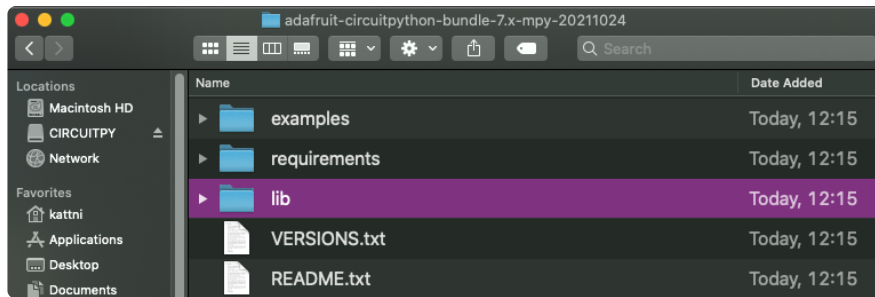 adafruit-circuitpython-bundle-7.x-mpy-20211024
Search
Locations
Macintosh HD
CIRCUITPY
Network
Favorites
kattni
Applications
Desktop
Documents
Name Date Added
examples Today, 12:15
requirements Today, 12:15
lib Today, 12:15
VERSIONS.txt Today, 12:15
README.txt Today, 12:15